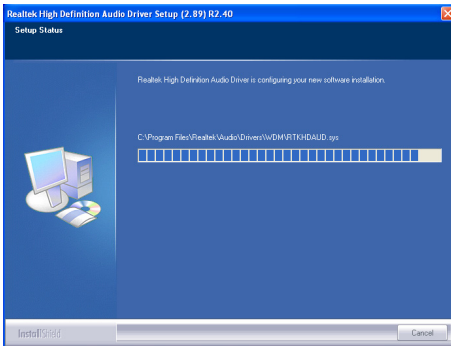 Realtek High Definition Audio Driver Setup (2.89) R2.40
Setup Status
Realtek High Definition Audio Driver is configuring your new software installation.
C:\Program Files\Realtek\Audio\Drivers\WDM\RTKHDAUD.sys
InstallShield
Cancel